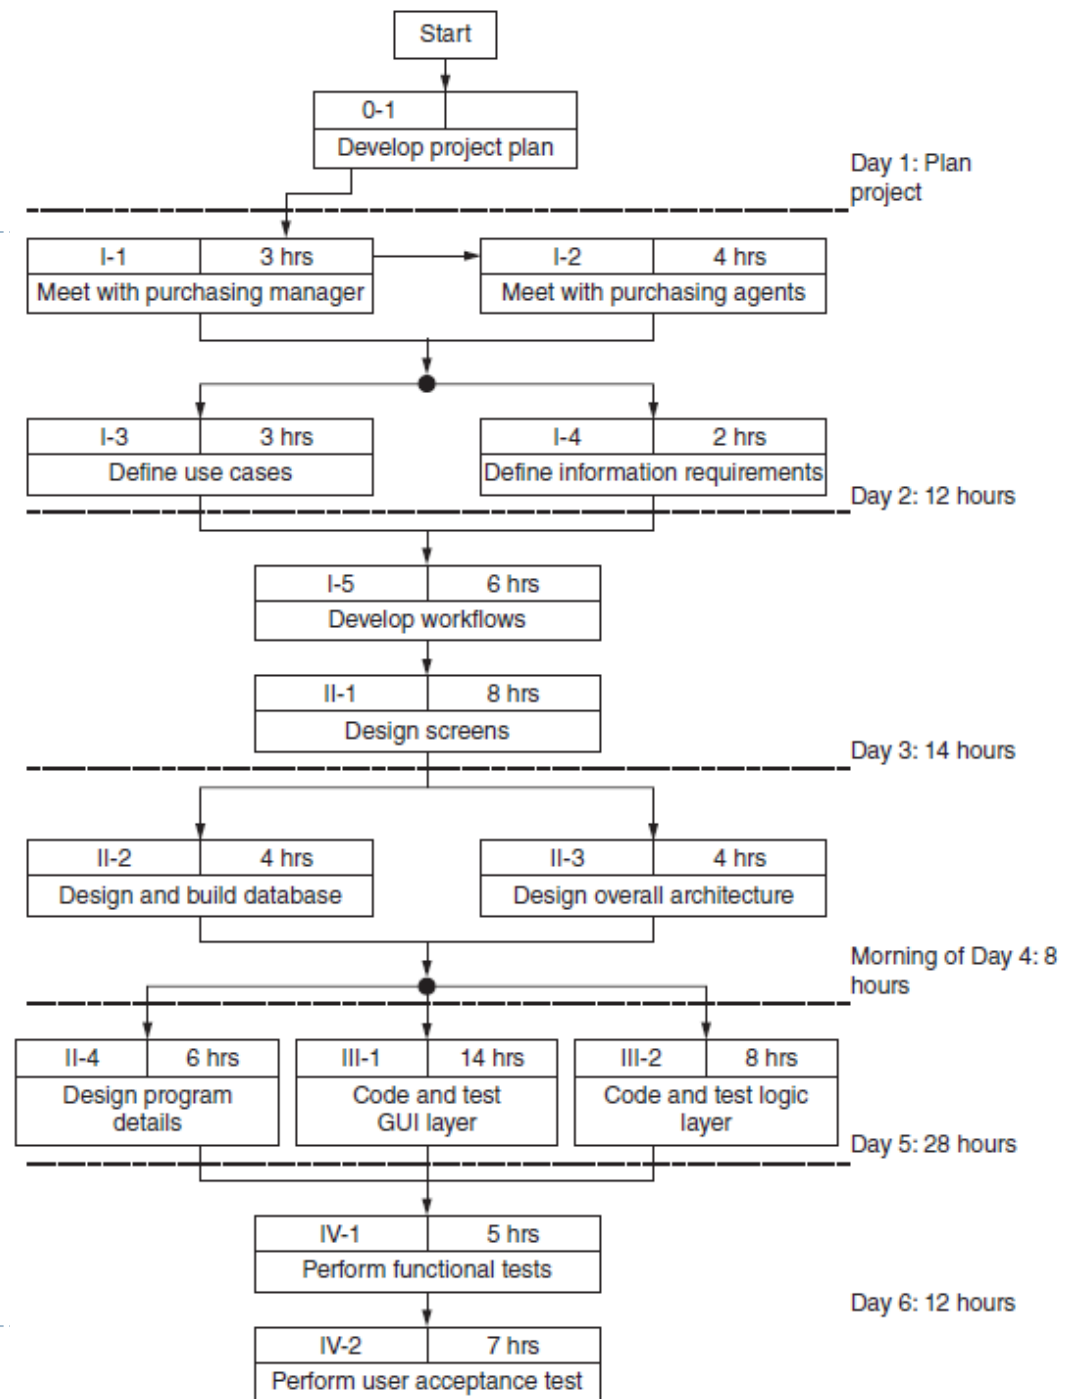 Start
0-1
Develop project plan
Day 1: Plan
project
I-1 3 hrs
Meet with purchasing manager
I-2 4 hrs
Meet with purchasing agents
I-3 3 hrs
Define use cases
I-4 2 hrs
Define information requirements
Day 2: 12 hours
I-5 6 hrs
Develop workflows
II-1 8 hrs
Design screens
Day 3: 14 hours
II-2 4 hrs
Design and build database
II-3 4 hrs
Design overall architecture
Morning of Day 4: 8
hours
II-4 6 hrs
Design program
details
III-1 14 hrs
Code and test
GUI layer
III-2 8 hrs
Code and test logic
layer
Day 5: 28 hours
IV-1 5 hrs
Perform functional tests
Day 6: 12 hours
IV-2 7 hrs
Perform user acceptance test